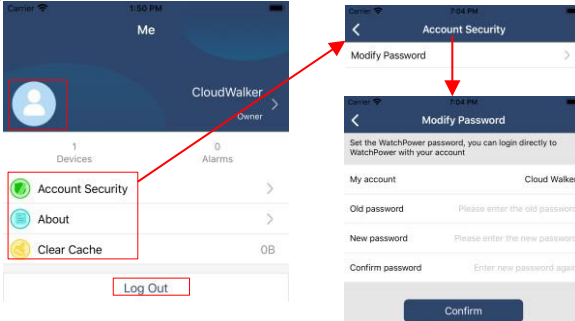 Carrier 1:50 PM
Me
CloudWalker
Owner
1
Devices
0
Alarms
Account Security
About
Clear Cache 0B
Log Out
Carrier 7:04 PM
Account Security
Modify Password
Carrier 7:04 PM
Modify Password
Set the WatchPower password, you can login directly to
WatchPower with your account
My account Cloud Walker
Old password Please enter the old password
New password Please enter the new password
Confirm password Enter new password again
Confirm